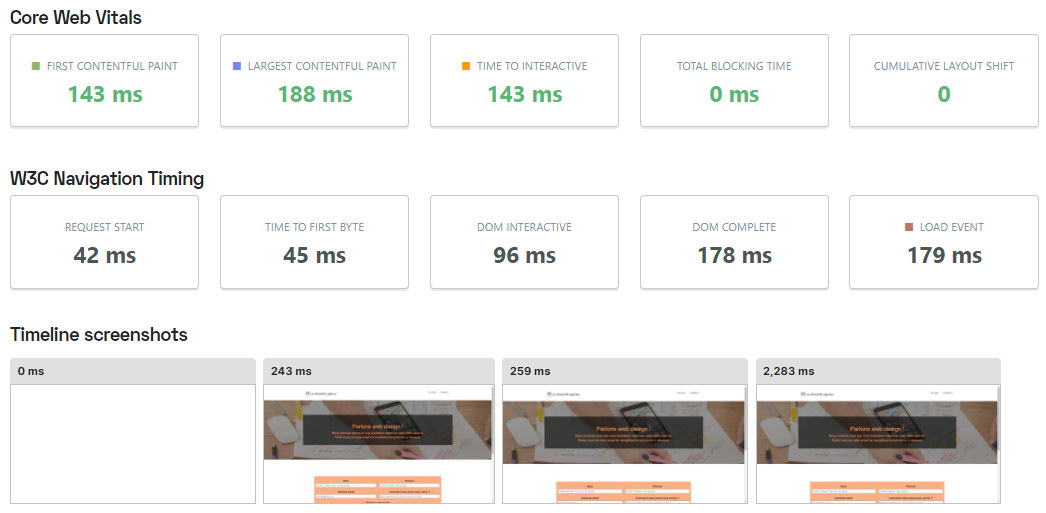 Core Web Vitals
FIRST CONTENTFUL PAINT
143 ms
LARGEST CONTENTFUL PAINT
188 ms
TIME TO INTERACTIVE
143 ms
TOTAL BLOCKING TIME
0 ms
CUMULATIVE LAYOUT SHIFT
0
W3C Navigation Timing
REQUEST START
42 ms
TIME TO FIRST BYTE
45 ms
DOM INTERACTIVE
96 ms
DOM COMPLETE
178 ms
LOAD EVENT
179 ms
Timeline screenshots
0 ms
243 ms
Parlons web design !
259 ms
Parlons web design !
2,283 ms
Parlons web design !